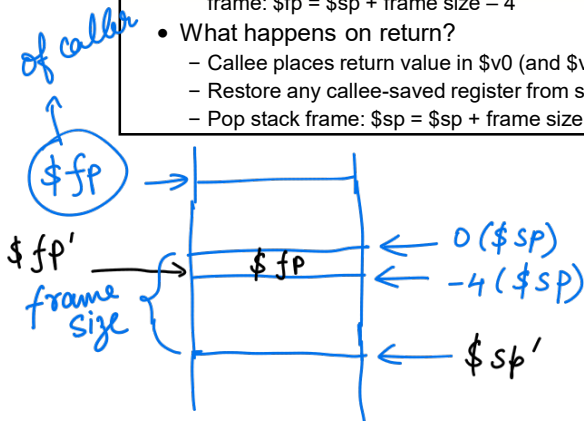 frame: $fp = $sp + frame size – 4
• What happens on return?
– Callee places return value in $v0 (and $v
– Restore any callee-saved register from s
– Pop stack frame: $sp = $sp + frame size
of caller
$fp
0($sp)
$fp'
$fp
-4($sp)
frame
size
$sp'